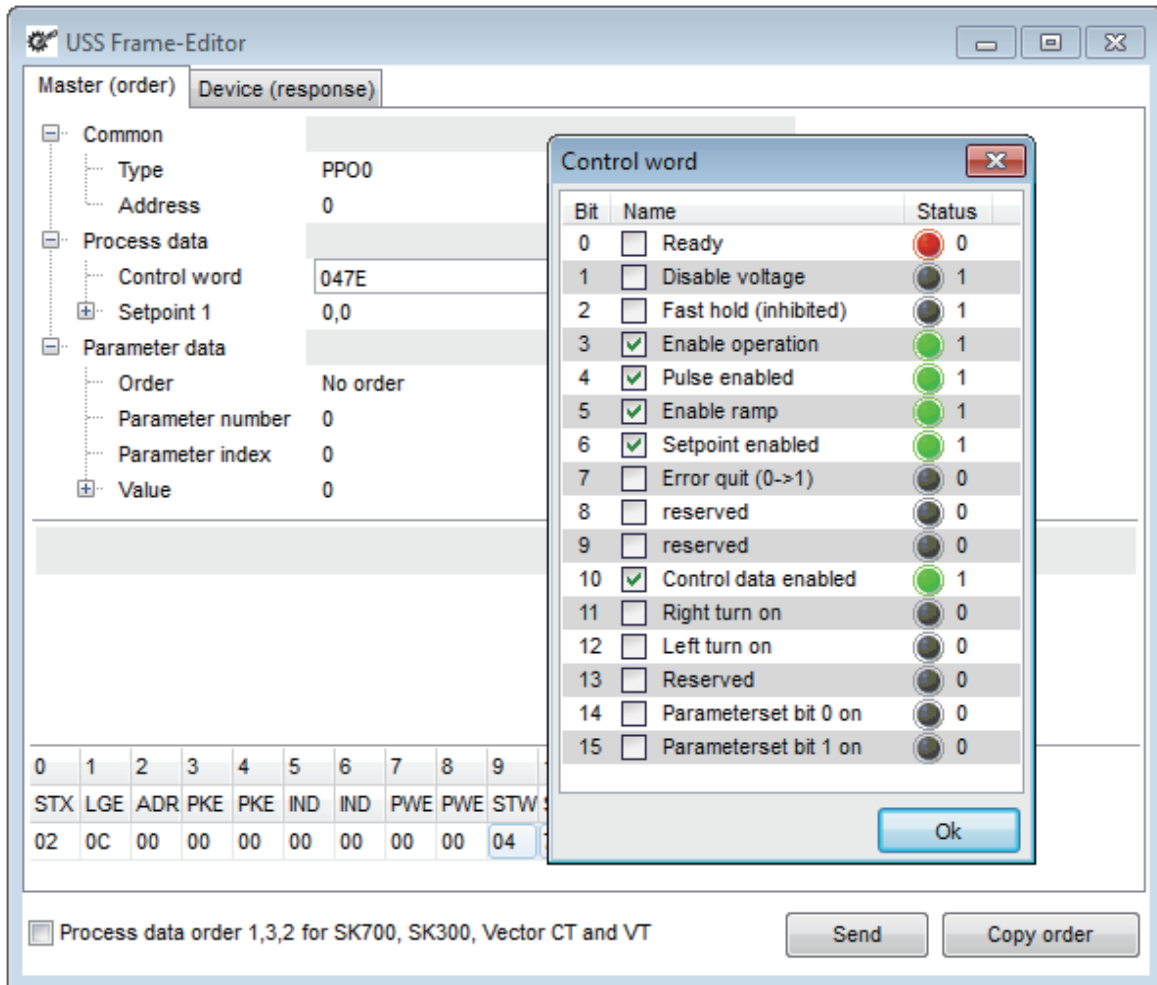 USS Frame-Editor
Master (order) Device (response)
Common
Type PPO0
Address 0
Process data
Control word 047E
Setpoint 1 0,0
Parameter data
Order No order
Parameter number 0
Parameter index 0
Value 0
Control word
Bit Name Status
0 Ready 0
1 Disable voltage 1
2 Fast hold (inhibited) 1
3 Enable operation 1
4 Pulse enabled 1
5 Enable ramp 1
6 Setpoint enabled 1
7 Error quit (0->1) 0
8 reserved 0
9 reserved 0
10 Control data enabled 1
11 Right turn on 0
12 Left turn on 0
13 Reserved 0
14 Parameterset bit 0 on 0
15 Parameterset bit 1 on 0
Ok
0 1 2 3 4 5 6 7 8 9
STX LGE ADR PKE PKE IND IND PWE PWE STW
02 0C 00 00 00 00 00 00 00 04
Process data order 1,3,2 for SK700, SK300, Vector CT and VT
Send
Copy order